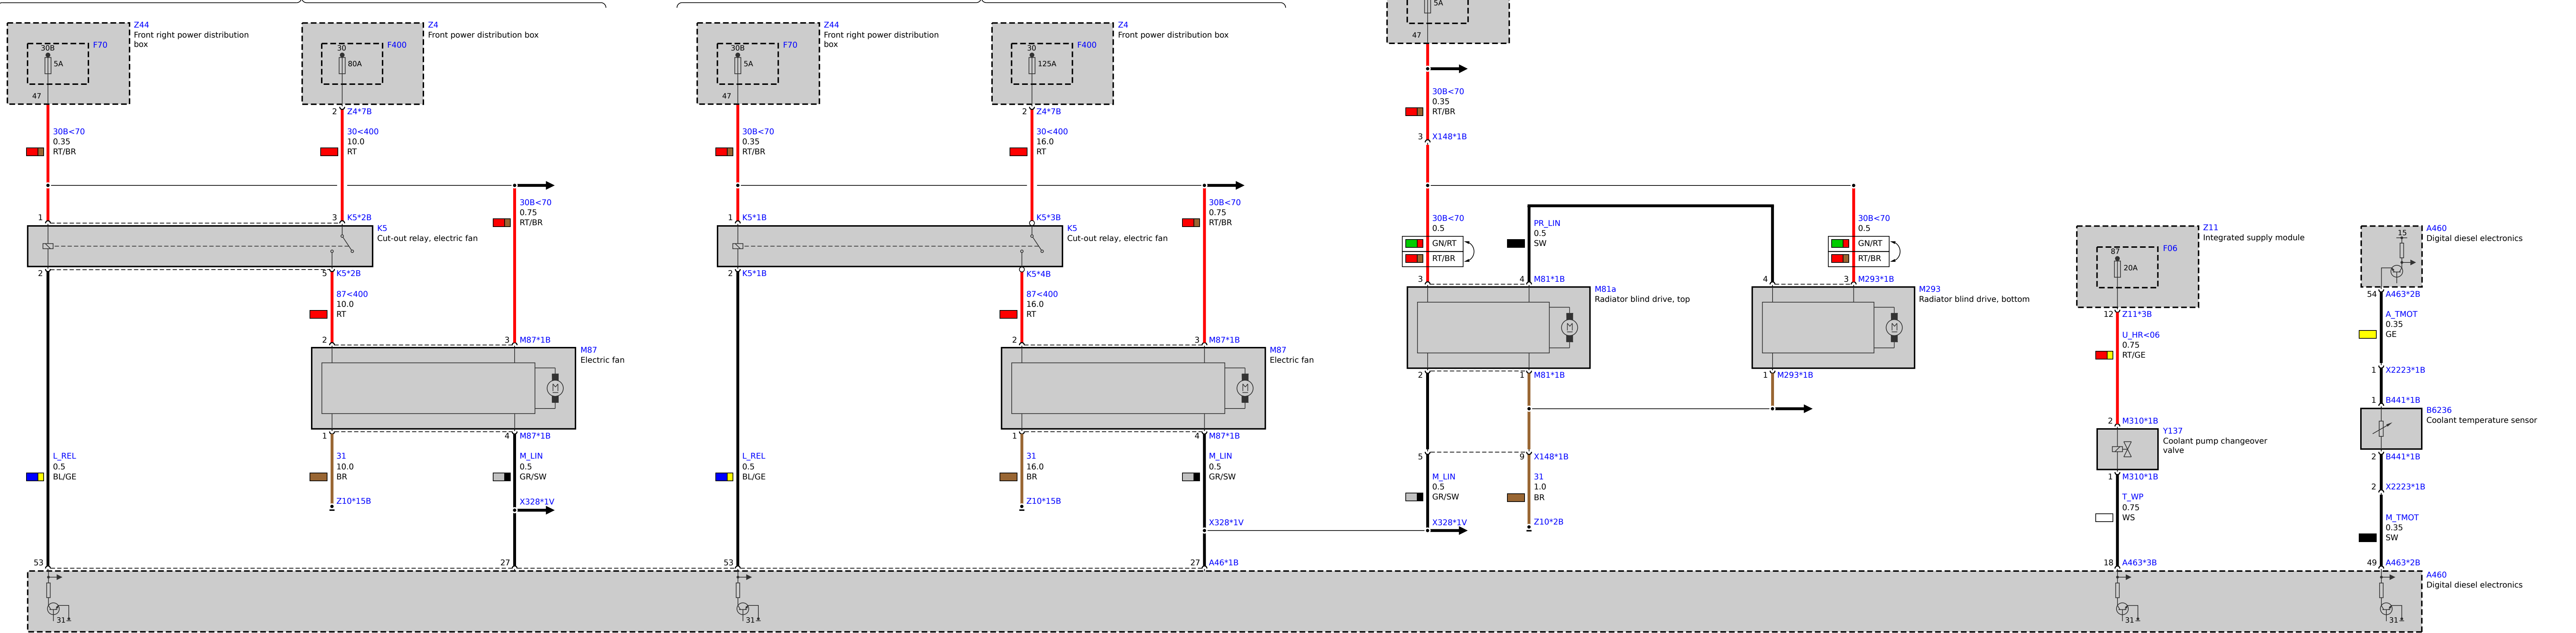 Z44
Front right power distribution
box
30B
F70
5A
47
Z4
Front power distribution box
30
F400
80A
2 Z4*7B
30B<70
0.35
RT/BR
30<400
10.0
RT
30B<70
0.75
RT/BR
1
3 K5*2B
K5
Cut-out relay, electric fan
2
5 K5*2B
87<400
10.0
RT
2
3 M87*1B
M87
Electric fan
M
1
4 M87*1B
L_REL
0.5
BL/GE
31
10.0
BR
M_LIN
0.5
GR/SW
Z10*15B
X328*1V
53
27
31
Z44
Front right power distribution
box
30B
F70
5A
47
Z4
Front power distribution box
30
F400
125A
2 Z4*7B
30B<70
0.35
RT/BR
30<400
16.0
RT
30B<70
0.75
RT/BR
1 K5*1B
K5*3B
K5
Cut-out relay, electric fan
2 K5*1B
K5*4B
87<400
16.0
RT
2
3 M87*1B
M87
Electric fan
M
1
4 M87*1B
L_REL
0.5
BL/GE
31
16.0
BR
M_LIN
0.5
GR/SW
Z10*15B
X328*1V
53
27 A46*1B
31
5A
47
30B<70
0.35
RT/BR
3 X148*1B
30B<70
0.5
GN/RT
RT/BR
PR_LIN
0.5
SW
30B<70
0.5
GN/RT
RT/BR
3
4 M81*1B
M81a
Radiator blind drive, top
M
4
3 M293*1B
M293
Radiator blind drive, bottom
M
2
1 M81*1B
1 M293*1B
5
9 X148*1B
M_LIN
0.5
GR/SW
31
1.0
BR
X328*1V
Z10*2B
Z11
Integrated supply module
87
F06
20A
12 Z11*3B
U_HR<06
0.75
RT/GE
2 M310*1B
Y137
Coolant pump changeover
valve
1 M310*1B
T_WP
0.75
WS
18 A463*3B
31
A460
Digital diesel electronics
15
54 A463*2B
A_TMOT
0.35
GE
1 X2223*1B
1 B441*1B
B6236
Coolant temperature sensor
2 B441*1B
2 X2223*1B
M_TMOT
0.35
SW
49 A463*2B
31
A460
Digital diesel electronics